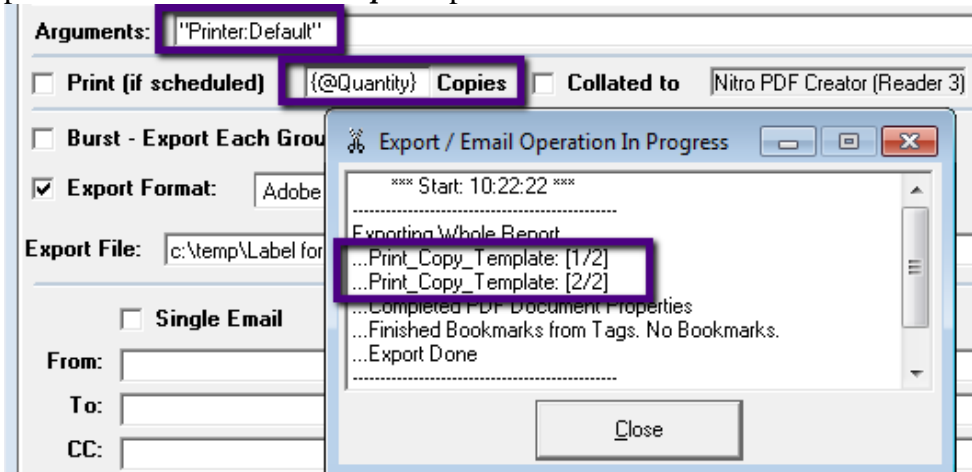 Arguments: "Printer:Default"
Print (if scheduled) {@Quantity} Copies Collated to Nitro PDF Creator (Reader 3)
Burst - Export Each Grou
Export / Email Operation In Progress
*** Start: 10:22:22 ***
Export Format: Adobe
Exporting Whole Report
Export File: c:\temp\Label for
...Print_Copy_Template: [1/2]
...Print_Copy_Template: [2/2]
...Completed PDF Document Properties
Single Email
...Finished Bookmarks from Tags. No Bookmarks.
...Export Done
From:
To:
Close
CC: